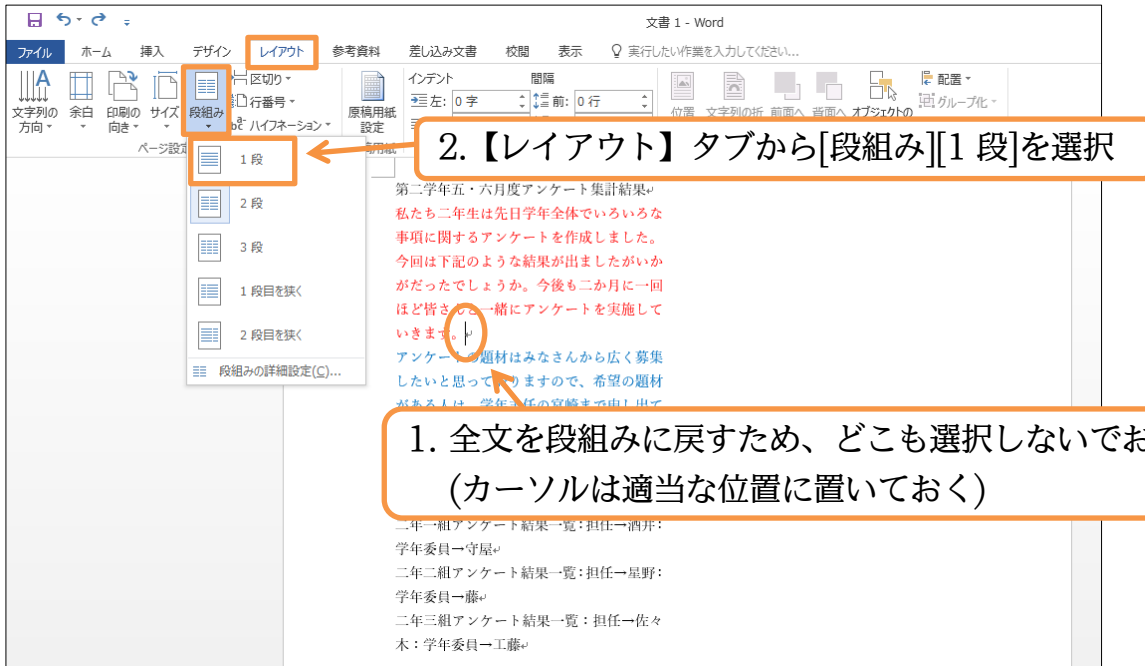 文書 1 - Word
ファイル ホーム 挿入 デザイン レイアウト 参考資料 差し込み文書 校閲 表示 実行したい作業を入力してください...
文字列の方向 余白 印刷の向き サイズ 段組み
区切り
行番号
ハイフネーション
原稿用紙設定
インデント 間隔
左: 0 字 前: 0 行
位置 文字列の折 前面へ 背面へ オブジェクトの
配置
グループ化
ページ設定
2.【レイアウト】タブから[段組み][1 段]を選択
1 段
2 段
3 段
1 段目を狭く
2 段目を狭く
段組みの詳細設定(C)...
第二学年五・六月度アンケート集計結果
私たち二年生は先日学年全体でいろいろな
事項に関するアンケートを作成しました。
今回は下記のような結果が出ましたがいか
がだったでしょうか。今後も二か月に一回
ほど皆さんと一緒にアンケートを実施して
いきます。
アンケートの題材はみなさんから広く募集
したいと思っておりますので、希望の題材
がある人は、学年主任の宮崎まで申し出て
1. 全文を段組みに戻すため、どこも選択しないでお
(カーソルは適当な位置に置いておく)
二年一組アンケート結果一覧：担任→酒井：
学年委員→守屋
二年二組アンケート結果一覧：担任→星野：
学年委員→藤
二年三組アンケート結果一覧：担任→佐々
木：学年委員→工藤